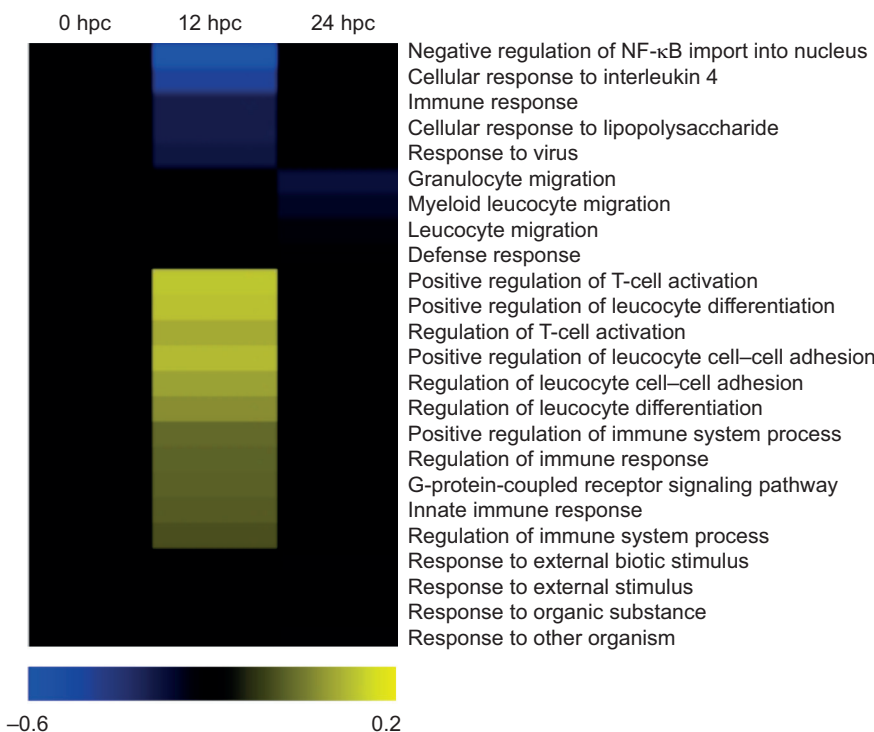 0 hpc 12 hpc 24 hpc
Negative regulation of NF-κB import into nucleus
Cellular response to interleukin 4
Immune response
Cellular response to lipopolysaccharide
Response to virus
Granulocyte migration
Myeloid leucocyte migration
Leucocyte migration
Defense response
Positive regulation of T-cell activation
Positive regulation of leucocyte differentiation
Regulation of T-cell activation
Positive regulation of leucocyte cell–cell adhesion
Regulation of leucocyte cell–cell adhesion
Regulation of leucocyte differentiation
Positive regulation of immune system process
Regulation of immune response
G-protein-coupled receptor signaling pathway
Innate immune response
Regulation of immune system process
Response to external biotic stimulus
Response to external stimulus
Response to organic substance
Response to other organism
–0.6 0.2